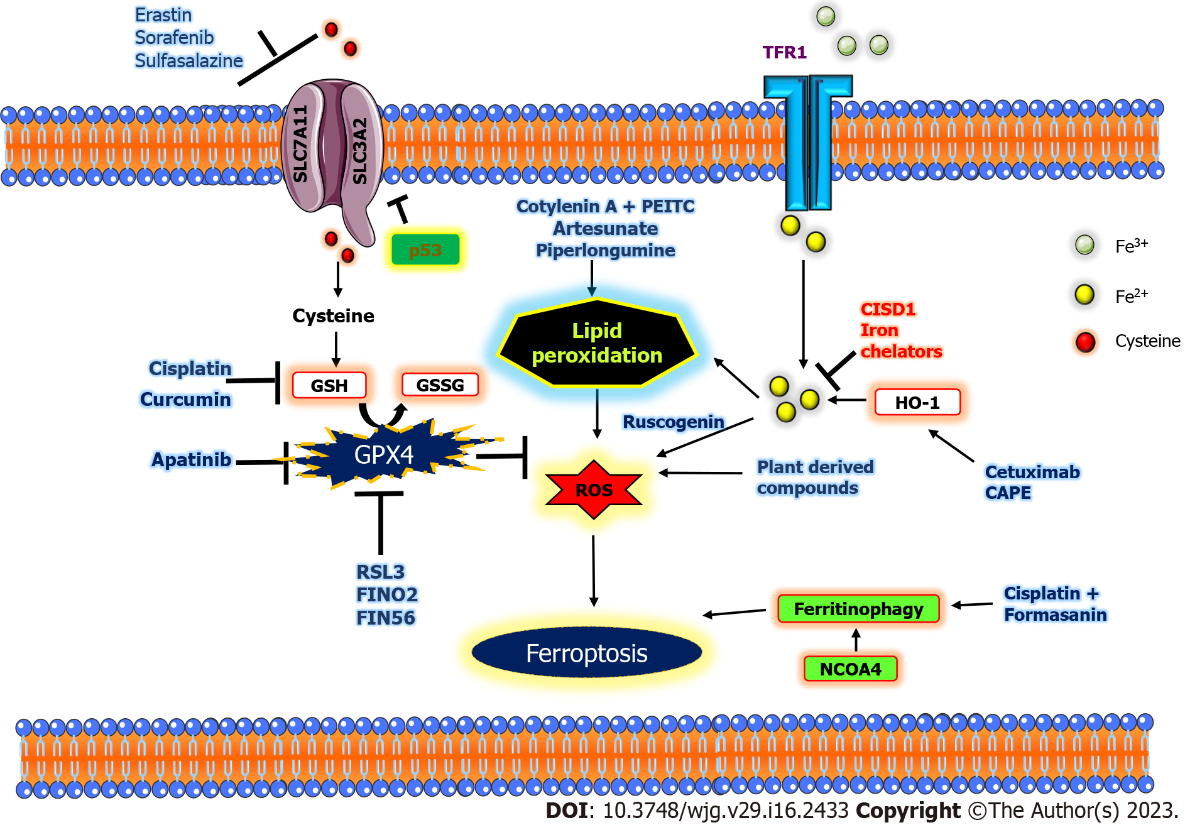 Erastin
Sorafenib
Sulfasalazine
TFR1
SLC7A11
SLC3A2
p53
Cotylenin A + PEITC
Artesunate
Piperlongumine
Fe3+
Fe2+
Cysteine
Cysteine
Lipid
peroxidation
CISD1
Iron
chelators
Cisplatin
Curcumin
GSH
GSSG
HO-1
Ruscogenin
GPX4
Apatinib
ROS
Plant derived
compounds
Cetuximab
CAPE
RSL3
FINO2
FIN56
Ferritinophagy
Cisplatin +
Formasanin
NCOA4
Ferroptosis
DOI: 10.3748/wjg.v29.i16.2433 Copyright ©The Author(s) 2023.